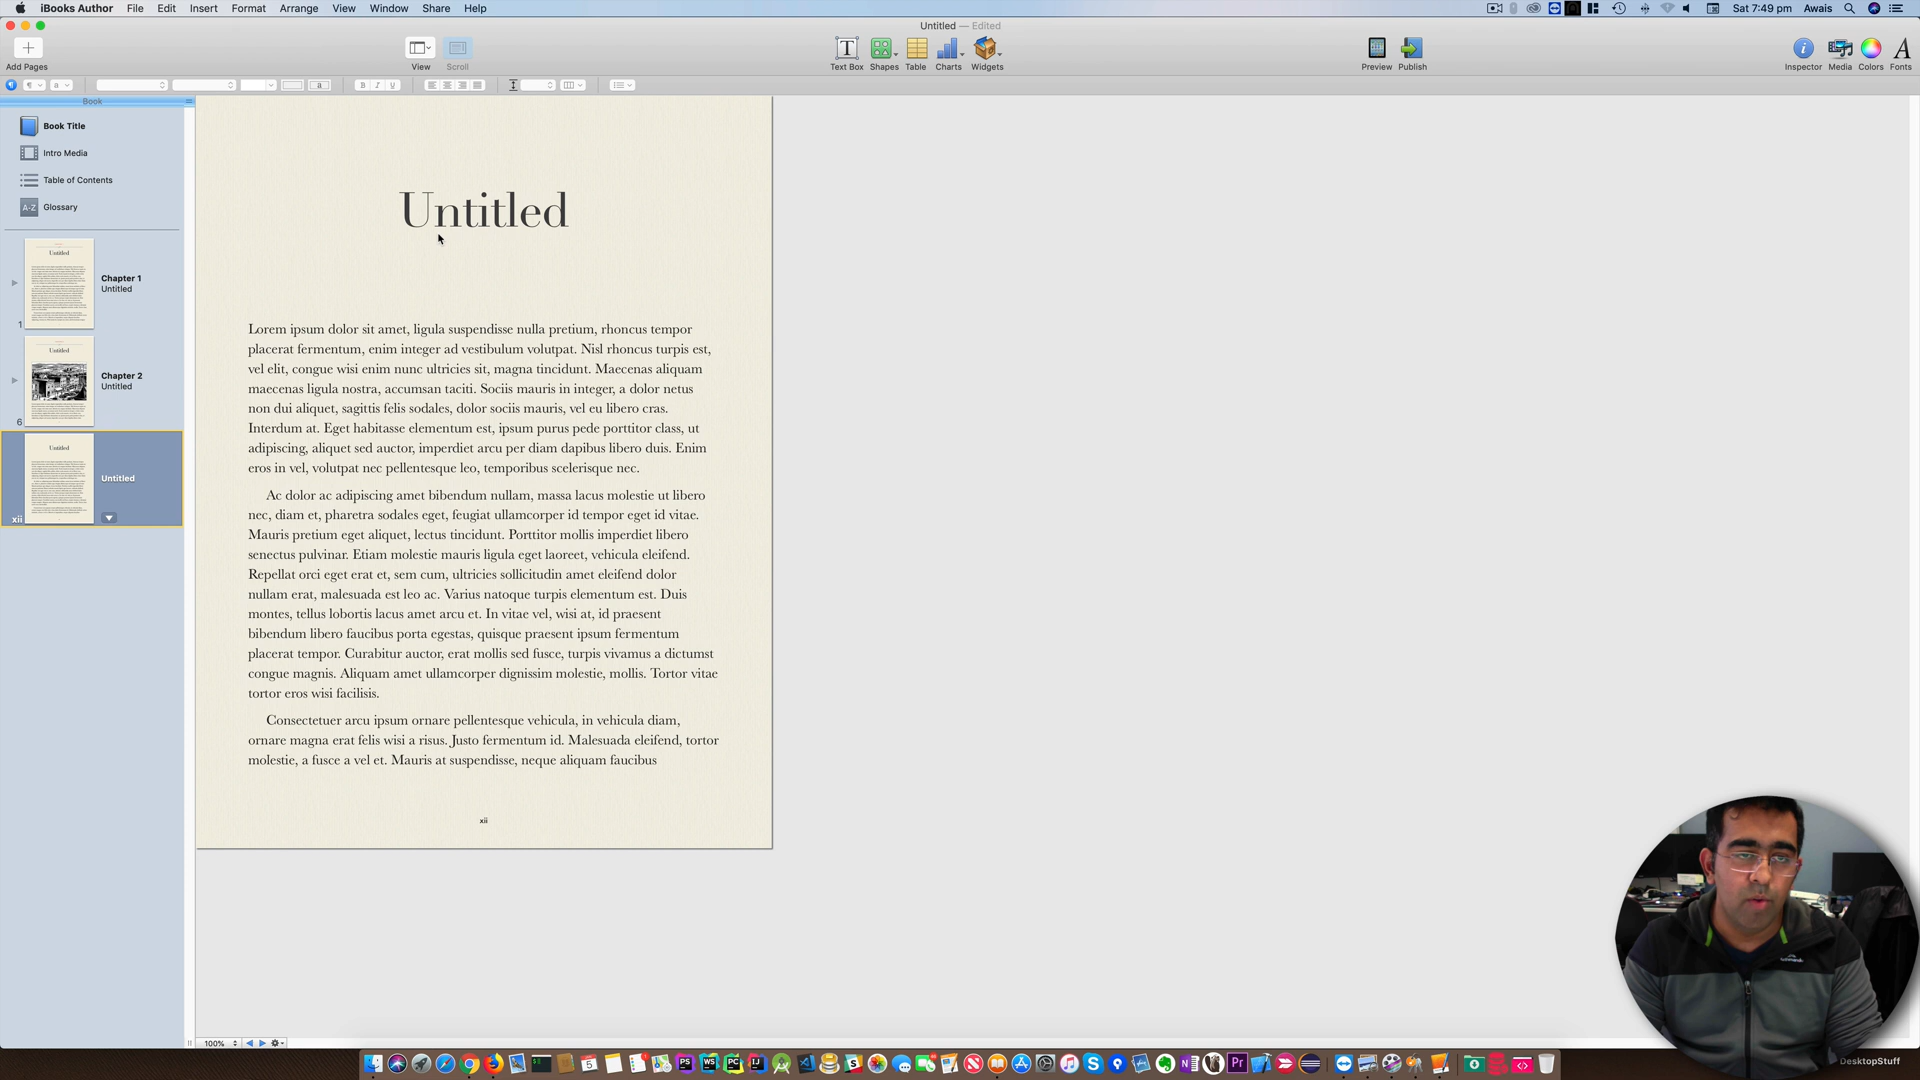 iBooks Author File Edit Insert Format Arrange View Window Share Help
Sat 7:49 pm Awais
Untitled — Edited
Add Pages View Scroll Text Box Shapes Table Charts Widgets Preview Publish Inspector Media Colors Fonts
a a B I U
Book
Book Title
Intro Media
Table of Contents
A-Z Glossary
Untitled
Chapter 1
Untitled
1
Untitled
Chapter 2
Untitled
6
Untitled
Untitled
xii
Untitled
Lorem ipsum dolor sit amet, ligula suspendisse nulla pretium, rhoncus tempor
placerat fermentum, enim integer ad vestibulum volutpat. Nisl rhoncus turpis est,
vel elit, congue wisi enim nunc ultricies sit, magna tincidunt. Maecenas aliquam
maecenas ligula nostra, accumsan taciti. Sociis mauris in integer, a dolor netus
non dui aliquet, sagittis felis sodales, dolor sociis mauris, vel eu libero cras.
Interdum at. Eget habitasse elementum est, ipsum purus pede porttitor class, ut
adipiscing, aliquet sed auctor, imperdiet arcu per diam dapibus libero duis. Enim
eros in vel, volutpat nec pellentesque leo, temporibus scelerisque nec.
Ac dolor ac adipiscing amet bibendum nullam, massa lacus molestie ut libero
nec, diam et, pharetra sodales eget, feugiat ullamcorper id tempor eget id vitae.
Mauris pretium eget aliquet, lectus tincidunt. Porttitor mollis imperdiet libero
senectus pulvinar. Etiam molestie mauris ligula eget laoreet, vehicula eleifend.
Repellat orci eget erat et, sem cum, ultricies sollicitudin amet eleifend dolor
nullam erat, malesuada est leo ac. Varius natoque turpis elementum est. Duis
montes, tellus lobortis lacus amet arcu et. In vitae vel, wisi at, id praesent
bibendum libero faucibus porta egestas, quisque praesent ipsum fermentum
placerat tempor. Curabitur auctor, erat mollis sed fusce, turpis vivamus a dictumst
congue magnis. Aliquam amet ullamcorper dignissim molestie, mollis. Tortor vitae
tortor eros wisi facilisis.
Consectetuer arcu ipsum ornare pellentesque vehicula, in vehicula diam,
ornare magna erat felis wisi a risus. Justo fermentum id. Malesuada eleifend, tortor
molestie, a fusce a vel et. Mauris at suspendisse, neque aliquam faucibus
xii
100%
PS WS PC IJ Pr
DesktopStuff